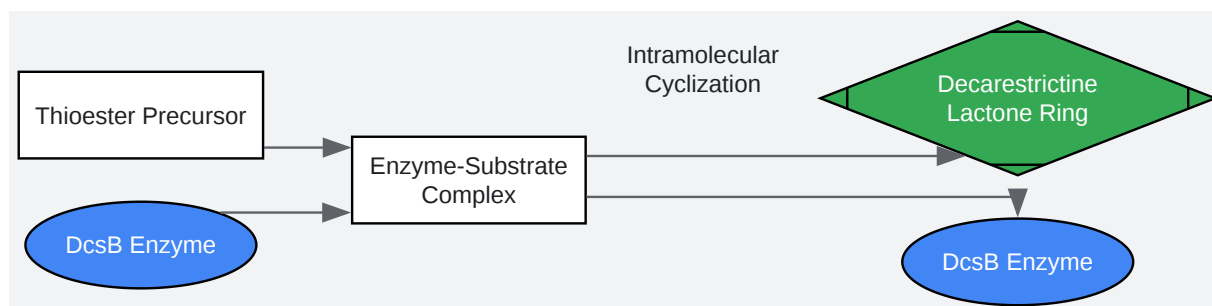 Thioester Precursor
DcsB Enzyme
Enzyme-Substrate
Complex
Intramolecular
Cyclization
Decarestrictine
Lactone Ring
DcsB Enzyme